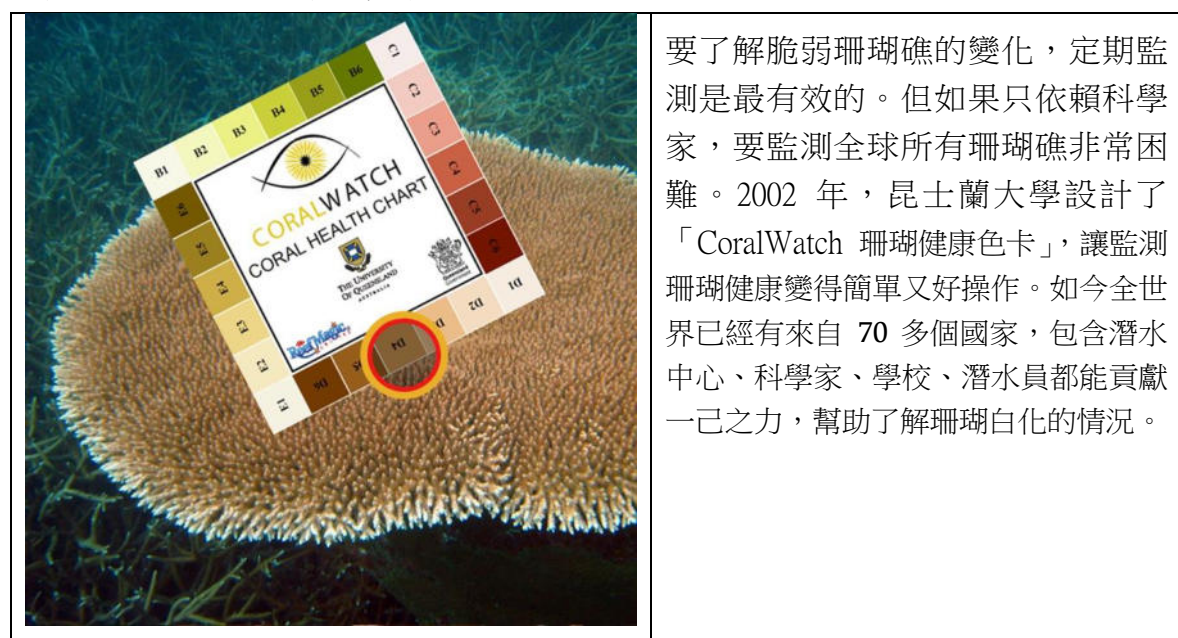 B1
B2
B3
B4
B5
B6
C1
C2
C3
C4
C5
C6
D1
D2
D4
D6
E1
E2
E3
E4
E5
E6
CORALWATCH
CORAL HEALTH CHART
THE UNIVERSITY
OF QUEENSLAND
AUSTRALIA
Reef Magic
要了解脆弱珊瑚礁的變化，定期監
測是最有效的。但如果只依賴科學
家，要監測全球所有珊瑚礁非常困
難。2002 年，昆士蘭大學設計了
「CoralWatch 珊瑚健康色卡」，讓監測
珊瑚健康變得簡單又好操作。如今全世
界已經有來自 70 多個國家，包含潛水
中心、科學家、學校、潛水員都能貢獻
一己之力，幫助了解珊瑚白化的情況。